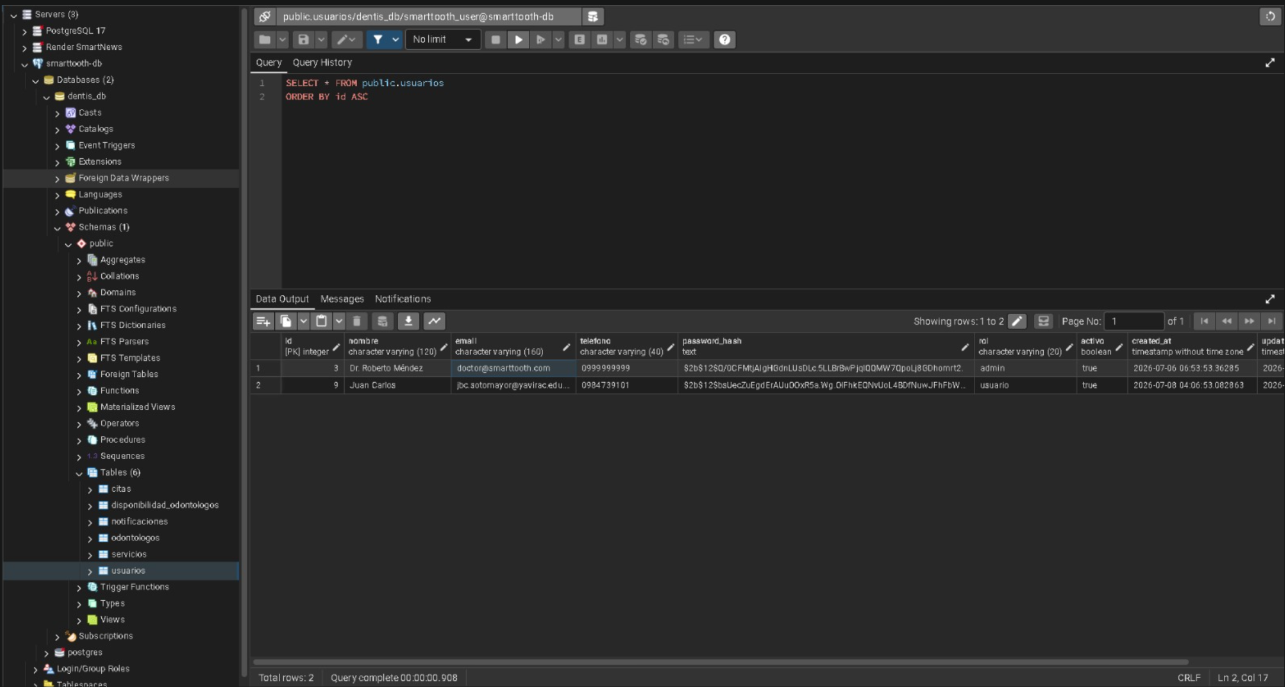 Servers (3)
PostgreSQL 17
Render SmartNews
smarttooth-db
Databases (2)
dentis_db
Casts
Catalogs
Event Triggers
Extensions
Foreign Data Wrappers
Languages
Publications
Schemas (1)
public
Aggregates
Collations
Domains
FTS Configurations
FTS Dictionaries
FTS Parsers
FTS Templates
Foreign Tables
Functions
Materialized Views
Operators
Procedures
Sequences
Tables (6)
citas
disponibilidad_odontologos
notificaciones
odontologos
servicios
usuarios
Trigger Functions
Types
Views
Subscriptions
postgres
Login/Group Roles
Tablespaces
public.usuarios/dentis_db/smarttooth_user@smarttooth-db
No limit
Query Query History
1 SELECT * FROM public.usuarios
2 ORDER BY id ASC
Data Output Messages Notifications
Showing rows: 1 to 2 Page No: 1 of 1
id nombre email telefono password_hash rol activo created_at updat
[PK] integer character varying (120) character varying (160) character varying (40) text character varying (20) boolean timestamp without time zone times
1 3 Dr. Roberto Méndez doctor@smarttooth.com 0999999999 admin true 2026-07-06 06:53:53.36285 2026-
2 9 Juan Carlos jbc.sotomayor@yavirac.edu... 0984739101 usuario true 2026-07-08 04:06:53.082863 2026-
Total rows: 2 Query complete 00:00:00.908 CRLF Ln 2, Col 17